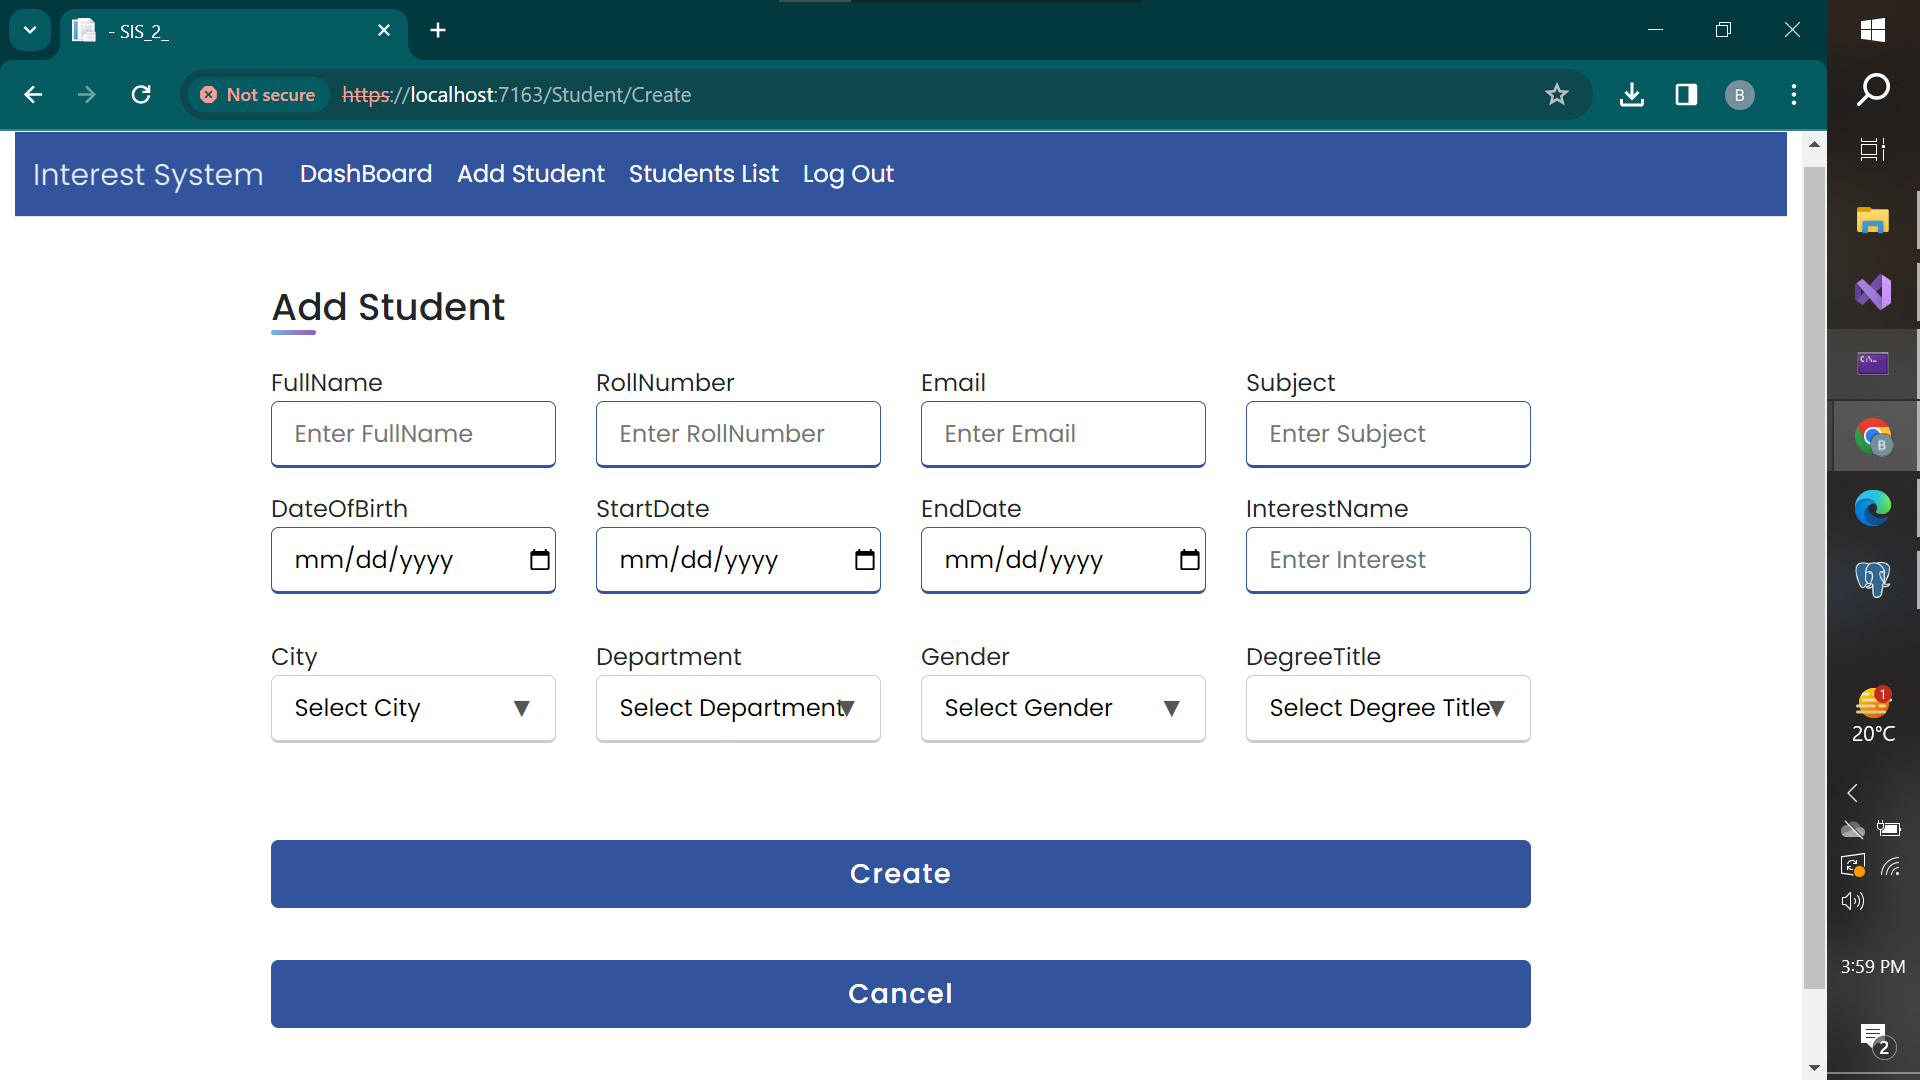 - SIS_2_
Not secure https://localhost:7163/Student/Create
B
Interest System DashBoard Add Student Students List Log Out
Add Student
FullName RollNumber Email Subject
Enter FullName Enter RollNumber Enter Email Enter Subject
DateOfBirth StartDate EndDate InterestName
mm/dd/yyyy mm/dd/yyyy mm/dd/yyyy Enter Interest
City Department Gender DegreeTitle
Select City Select Department Select Gender Select Degree Title
Create
Cancel
C:\_
B
1
20°C
3:59 PM
2